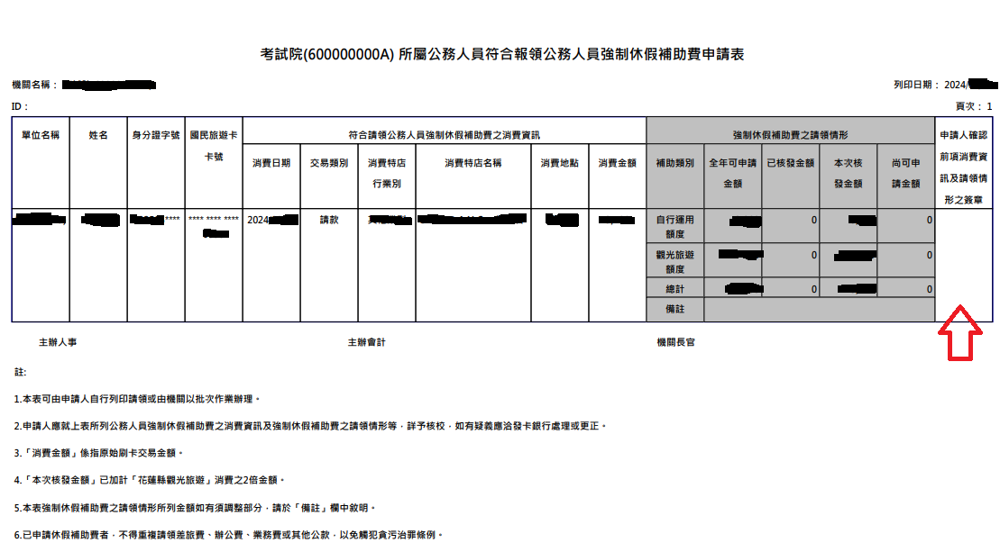 考試院(600000000A) 所屬公務人員符合報領公務人員強制休假補助費申請表
機關名稱：
列印日期： 2024/
ID：
頁次： 1
單位名稱
姓名
身分證字號
國民旅遊卡
卡號
符合請領公務人員強制休假補助費之消費資訊
強制休假補助費之請領情形
申請人確認
前項消費資
訊及請領情
形之簽章
消費日期
交易類別
消費特店
行業別
消費特店名稱
消費地點
消費金額
補助類別
全年可申請
金額
已核發金額
本次核
發金額
尚可申
請金額
****
**** **** ****
2024
請款
自行運用
額度
0
0
觀光旅遊
額度
0
0
總計
0
0
備註
主辦人事
主辦會計
機關長官
註:
1.本表可由申請人自行列印請領或由機關以批次作業辦理。
2.申請人應就上表所列公務人員強制休假補助費之消費資訊及強制休假補助費之請領情形等，詳予核校，如有疑義應洽發卡銀行處理或更正。
3.「消費金額」係指原始刷卡交易金額。
4.「本次核發金額」已加計「花蓮縣觀光旅遊」消費之2倍金額。
5.本表強制休假補助費之請領情形所列金額如有須調整部分，請於「備註」欄中敘明。
6.已申請休假補助費者，不得重複請領差旅費、辦公費、業務費或其他公款，以免觸犯貪污治罪條例。